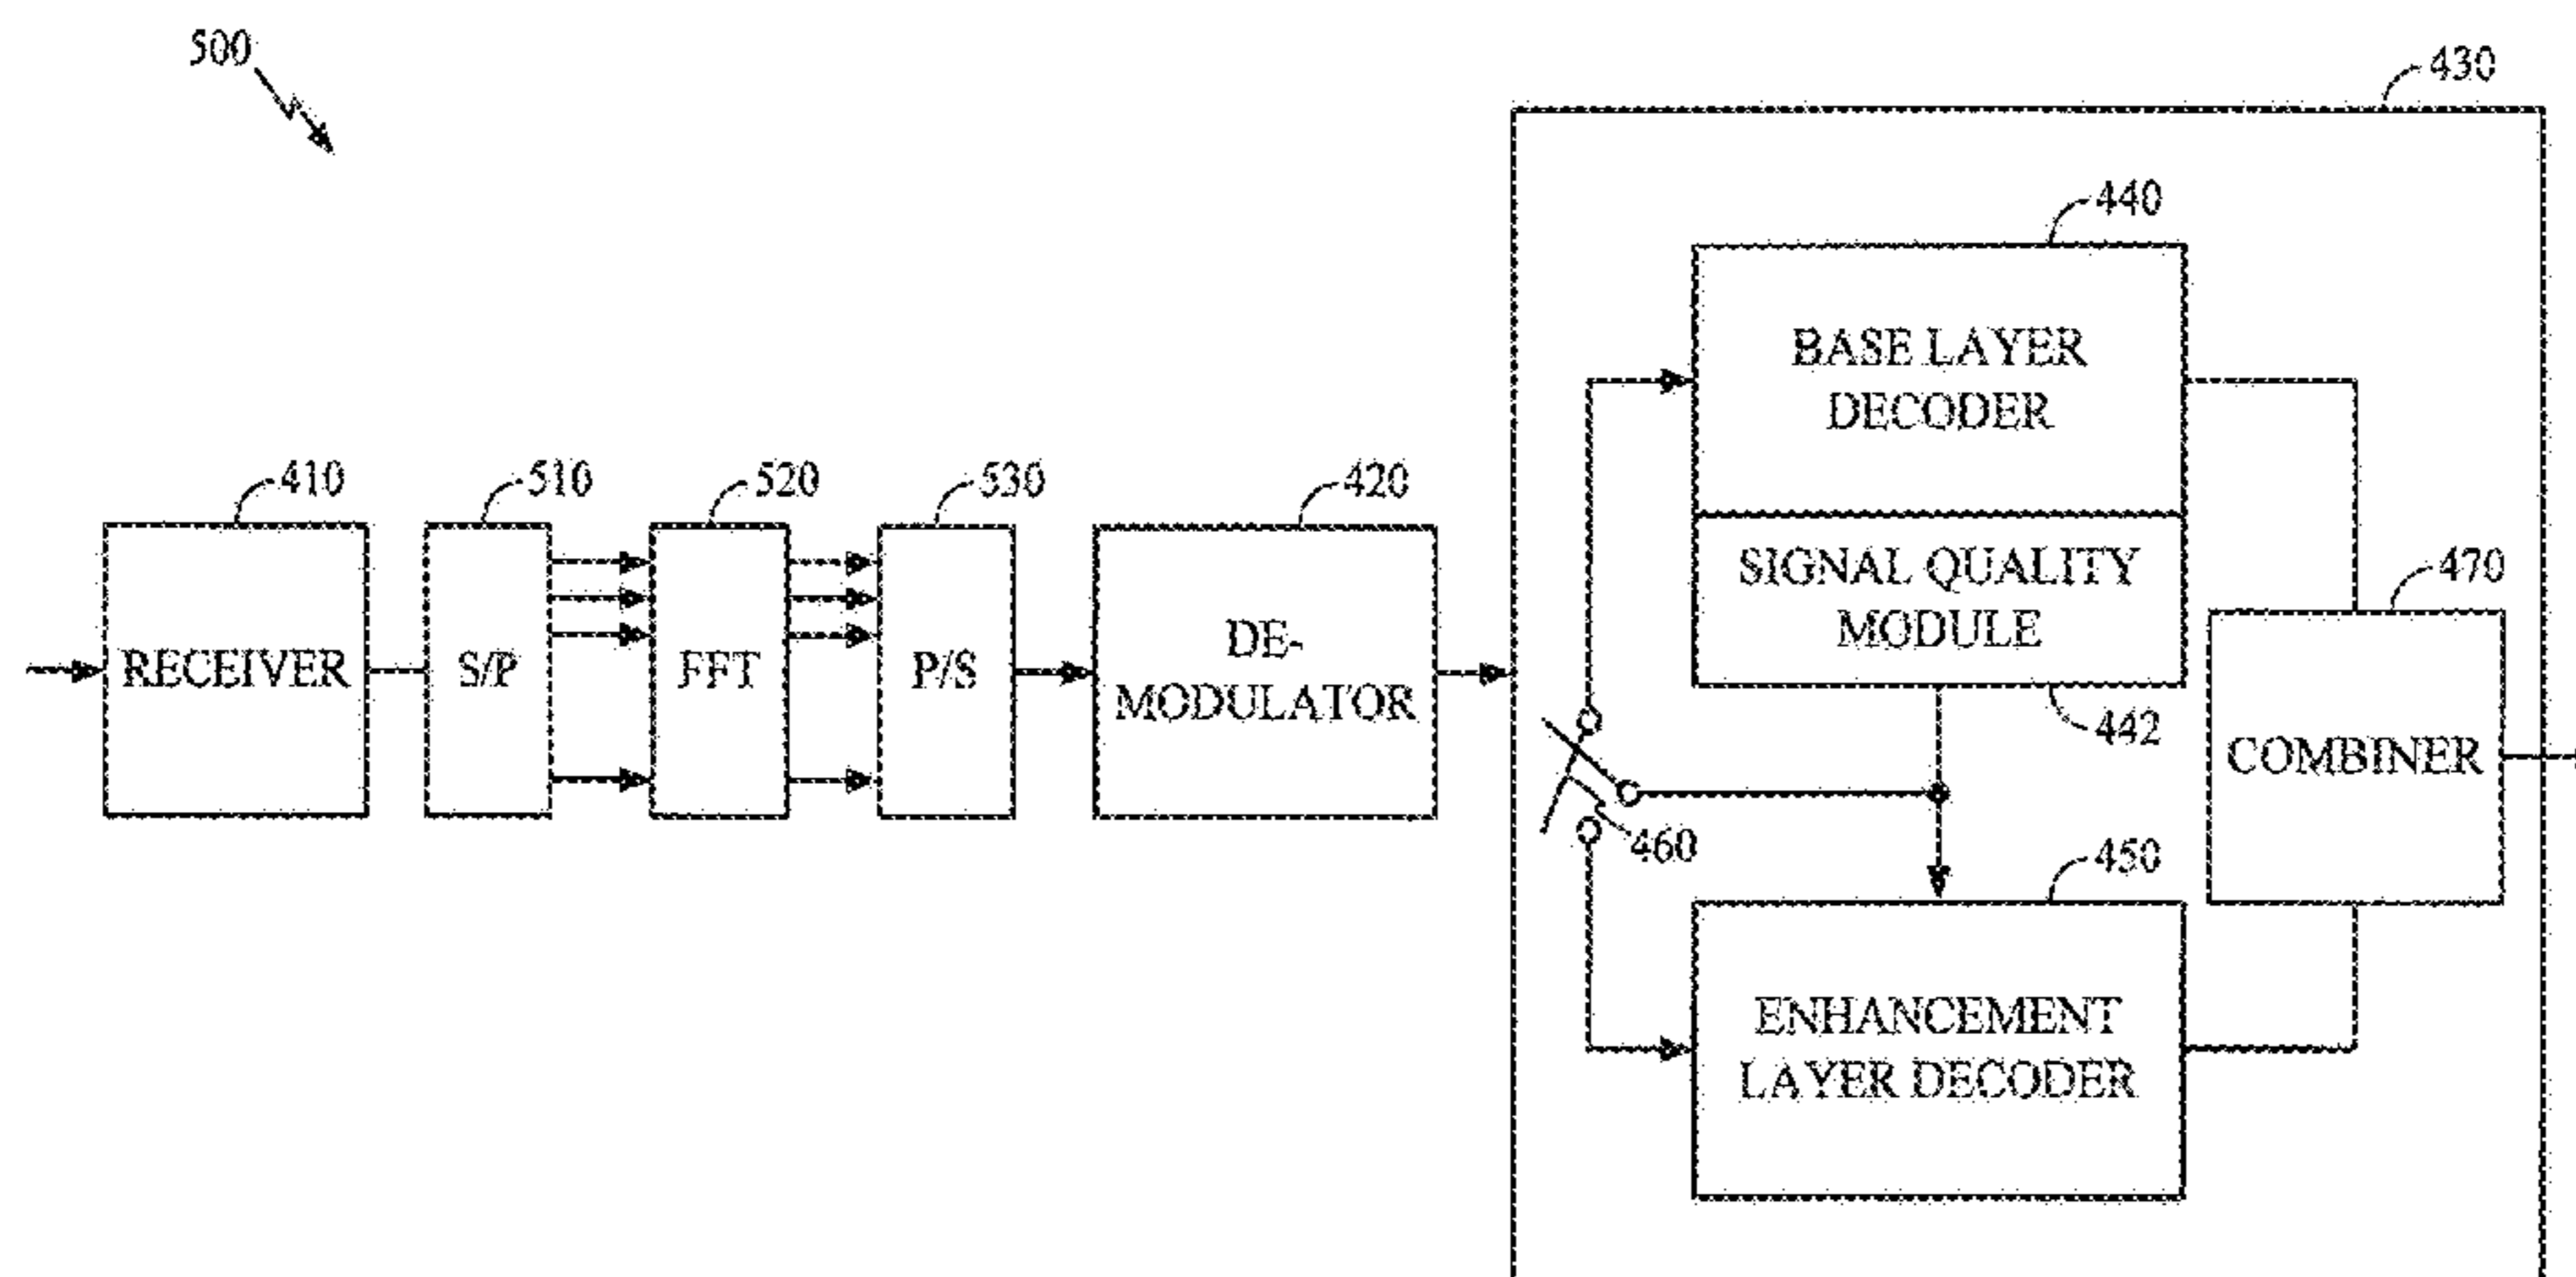 500
430
440
BASE LAYER
DECODER
410
510
520
530
420
RECEIVER
S/P
FFT
P/S
DE-
MODULATOR
SIGNAL QUALITY
MODULE
442
470
COMBINER
460
450
ENHANCEMENT
LAYER DECODER